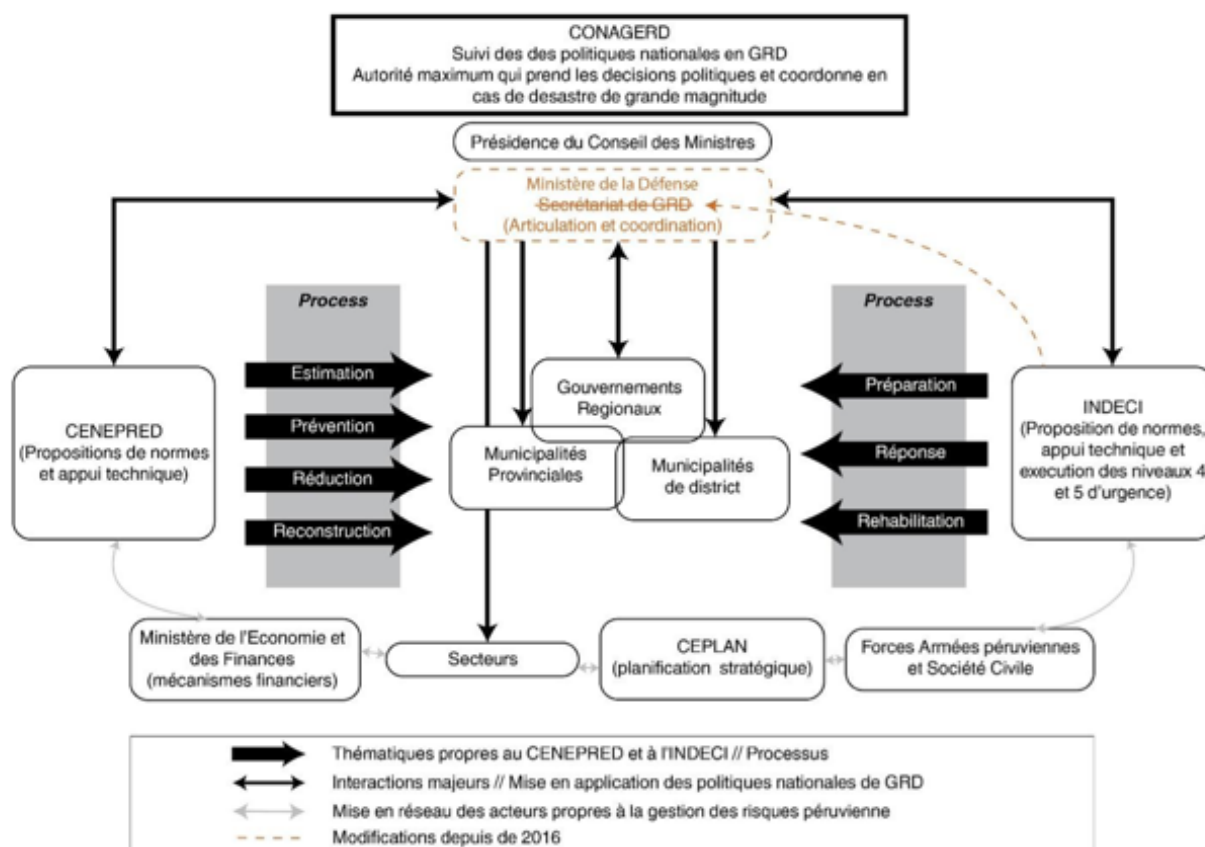 CONAGERD
Suivi des des politiques nationales en GRD
Autorité maximum qui prend les decisions politiques et coordonne en
cas de desastre de grande magnitude
Présidence du Conseil des Ministres
Ministère de la Défense
Secrétariat de GRD
(Articulation et coordination)
Process
Estimation
Prévention
Réduction
Reconstruction
CENEPRED
(Propositions de normes
et appui technique)
Gouvernements
Regionaux
Municipalités
Provinciales
Municipalités
de district
Process
Préparation
Réponse
Rehabilitation
INDECI
(Proposition de normes,
appui technique et
execution des niveaux 4
et 5 d'urgence)
Ministère de l'Economie et
des Finances
(mécanismes financiers)
Secteurs
CEPLAN
(planification stratégique)
Forces Armées péruviennes
et Société Civile
Thématiques propres au CENEPRED et à l'INDECI // Processus
Interactions majeurs // Mise en application des politiques nationales de GRD
Mise en réseau des acteurs propres à la gestion des risques péruvienne
Modifications depuis de 2016